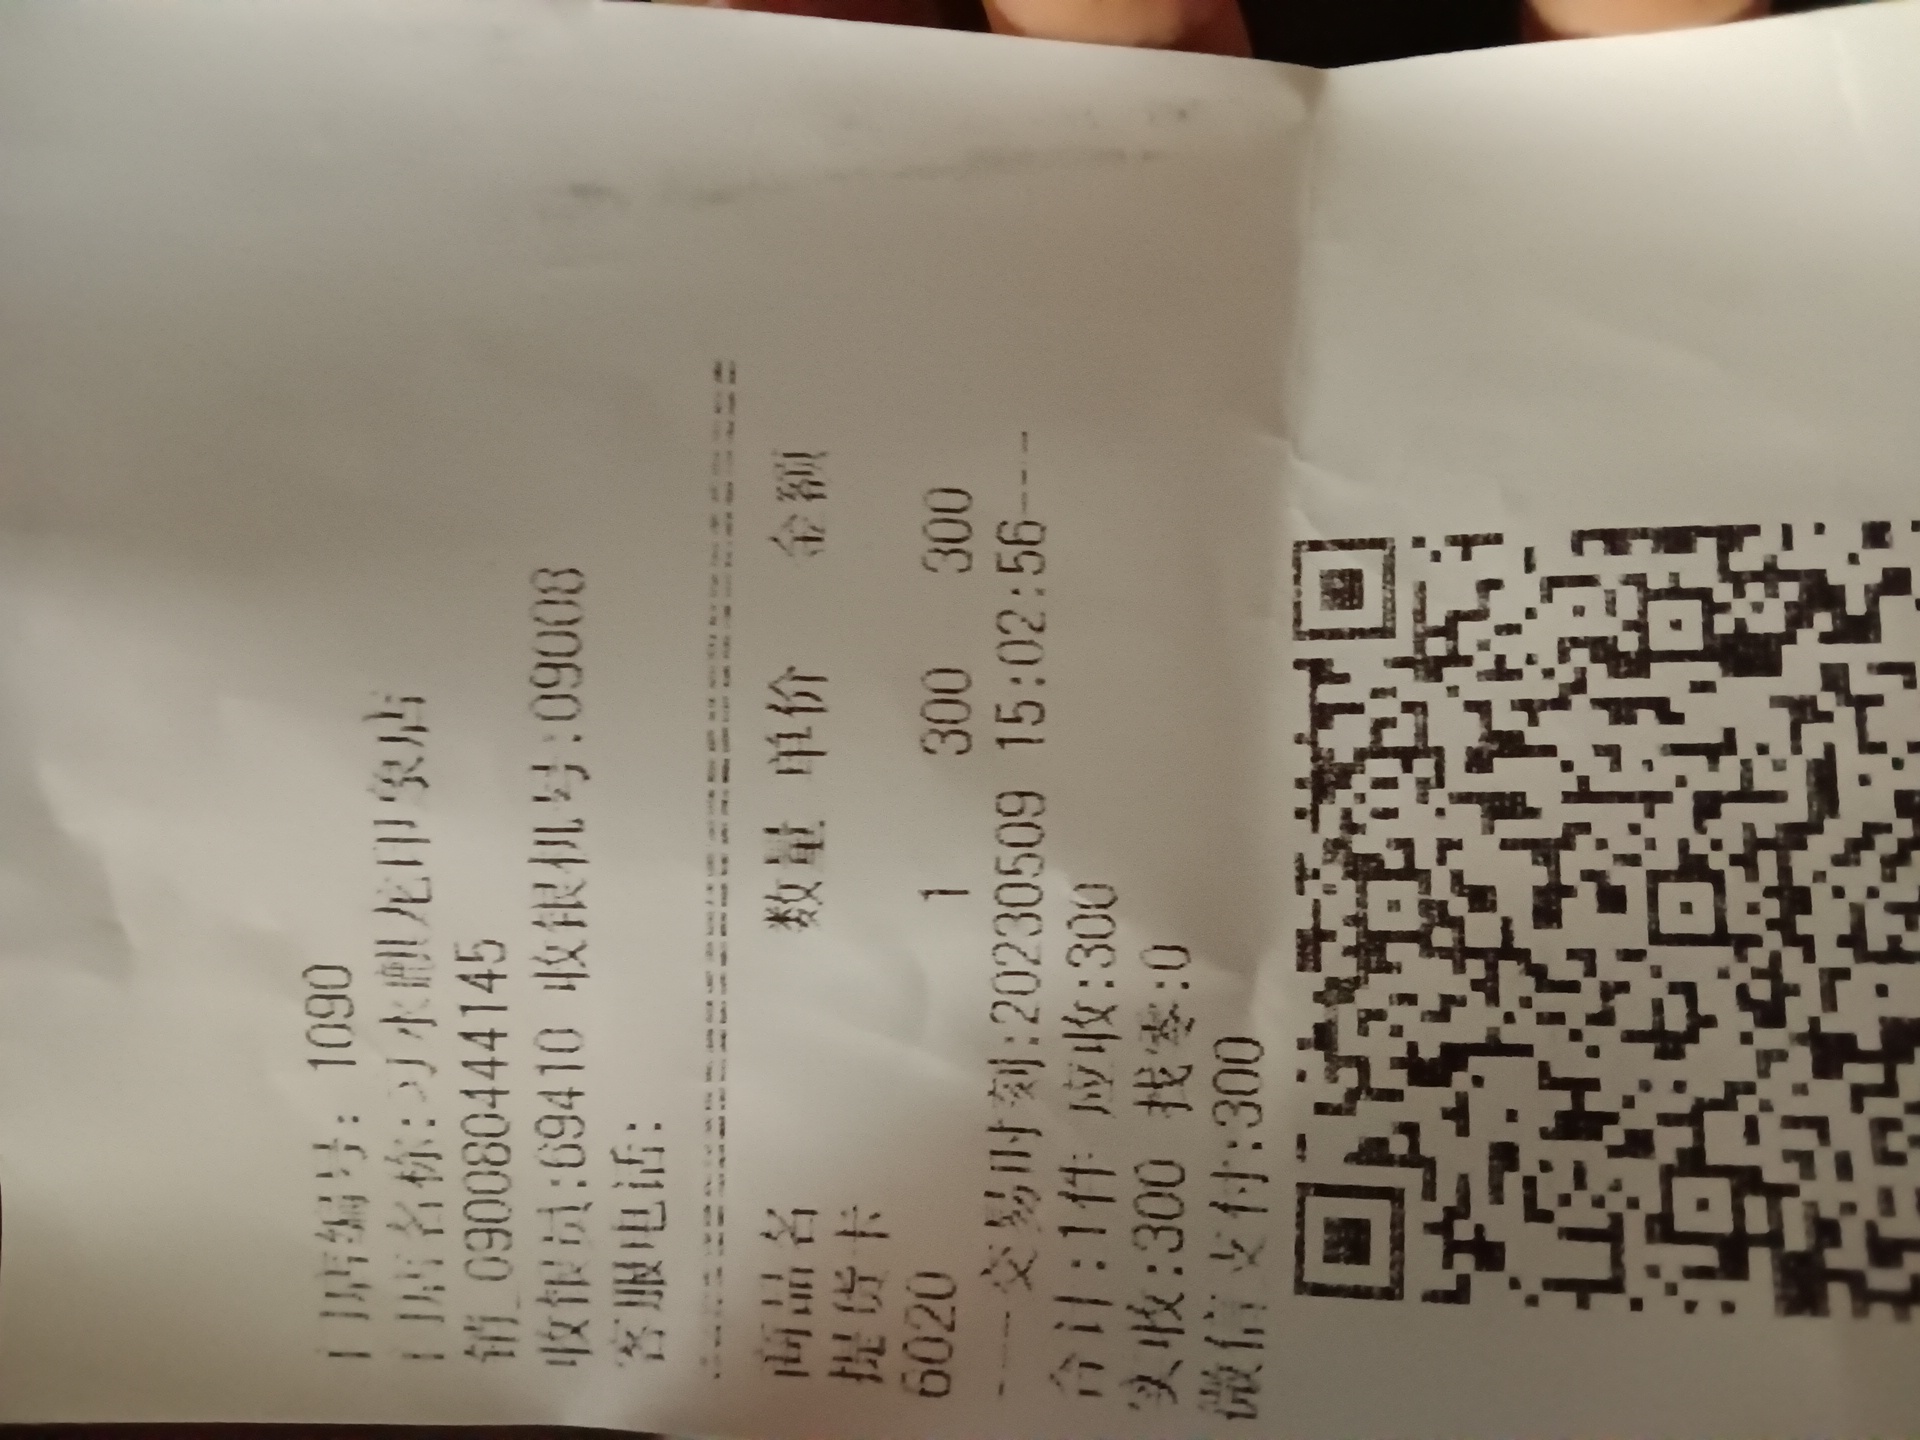 门店编号: 1090
门店名称:习水麒龙印象店
销_090080444145
收银员:69410 收银机号:09008
客服电话:
商品名 数量 单价 金额
提货卡
6020 1 300 300
----交易时刻:20230509 15:02:56----
合计:1件 应收:300
实收:300 找零:0
微信支付:300